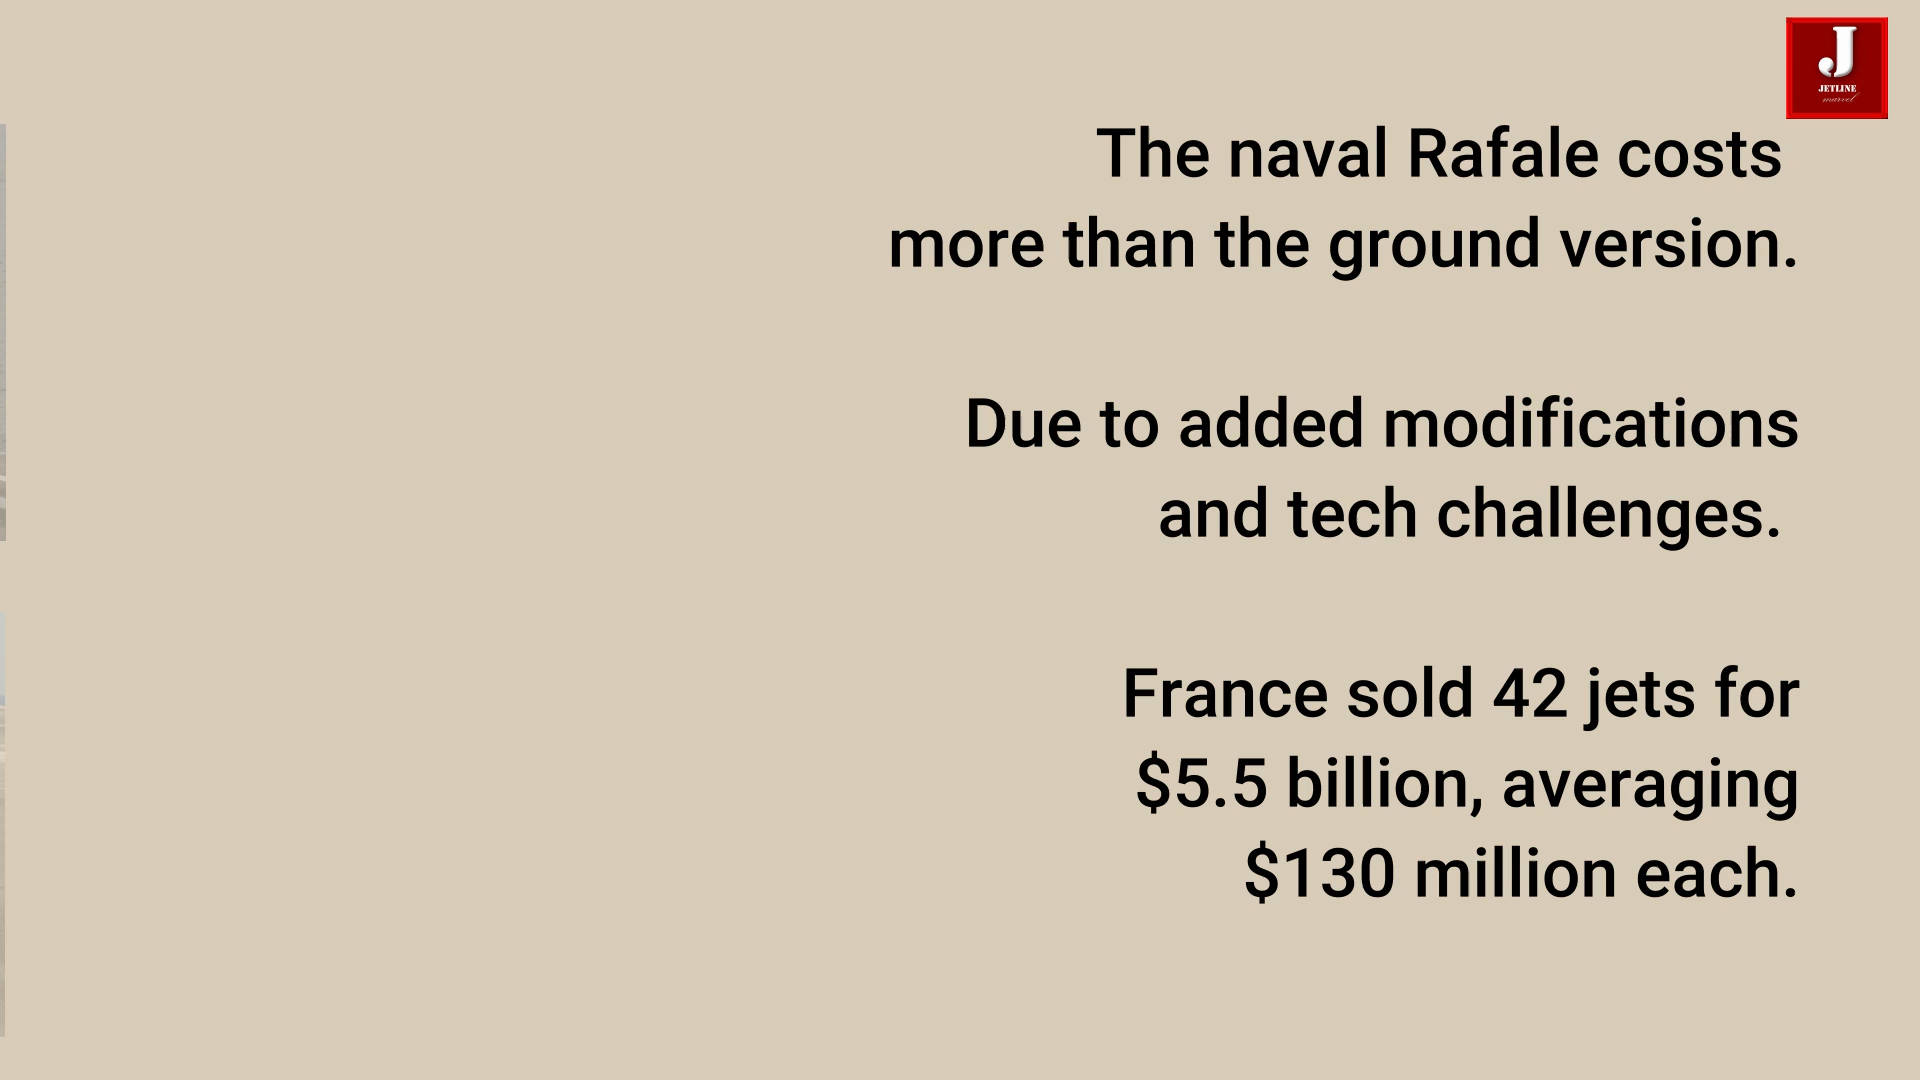 J
JETLINE
marvel
The naval Rafale costs
more than the ground version.
Due to added modifications
and tech challenges.
France sold 42 jets for
$5.5 billion, averaging
$130 million each.